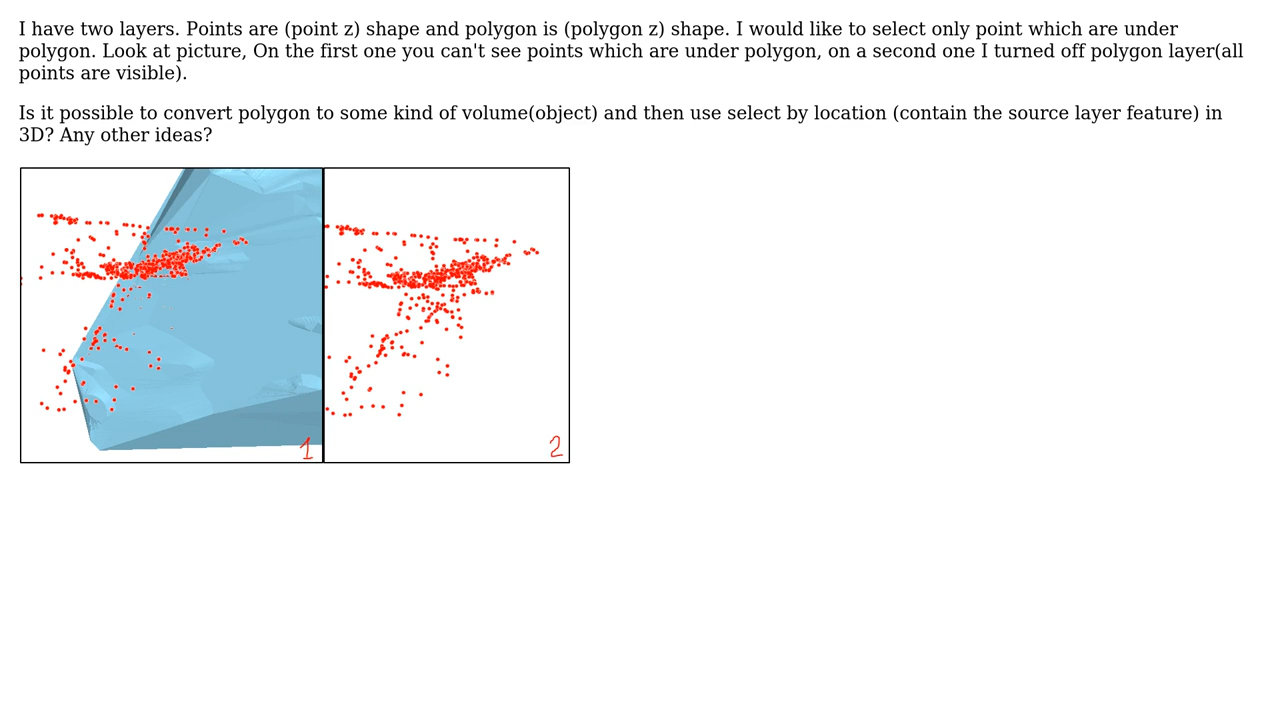 I have two layers. Points are (point z) shape and polygon is (polygon z) shape. I would like to select only point which are under
polygon. Look at picture, On the first one you can't see points which are under polygon, on a second one I turned off polygon layer(all
points are visible).
Is it possible to convert polygon to some kind of volume(object) and then use select by location (contain the source layer feature) in
3D? Any other ideas?
1
2